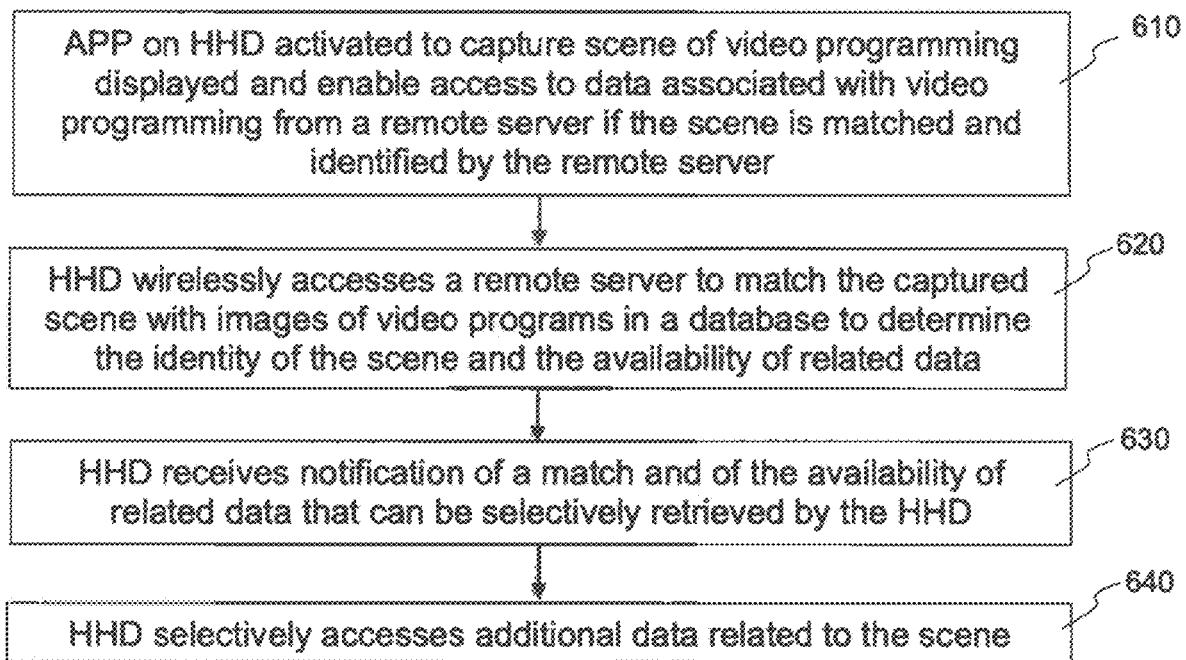 APP on HHD activated to capture scene of video programming
displayed and enable access to data associated with video
programming from a remote server if the scene is matched and
identified by the remote server
610
HHD wirelessly accesses a remote server to match the captured
scene with images of video programs in a database to determine
the identity of the scene and the availability of related data
620
HHD receives notification of a match and of the availability of
related data that can be selectively retrieved by the HHD
630
HHD selectively accesses additional data related to the scene
640